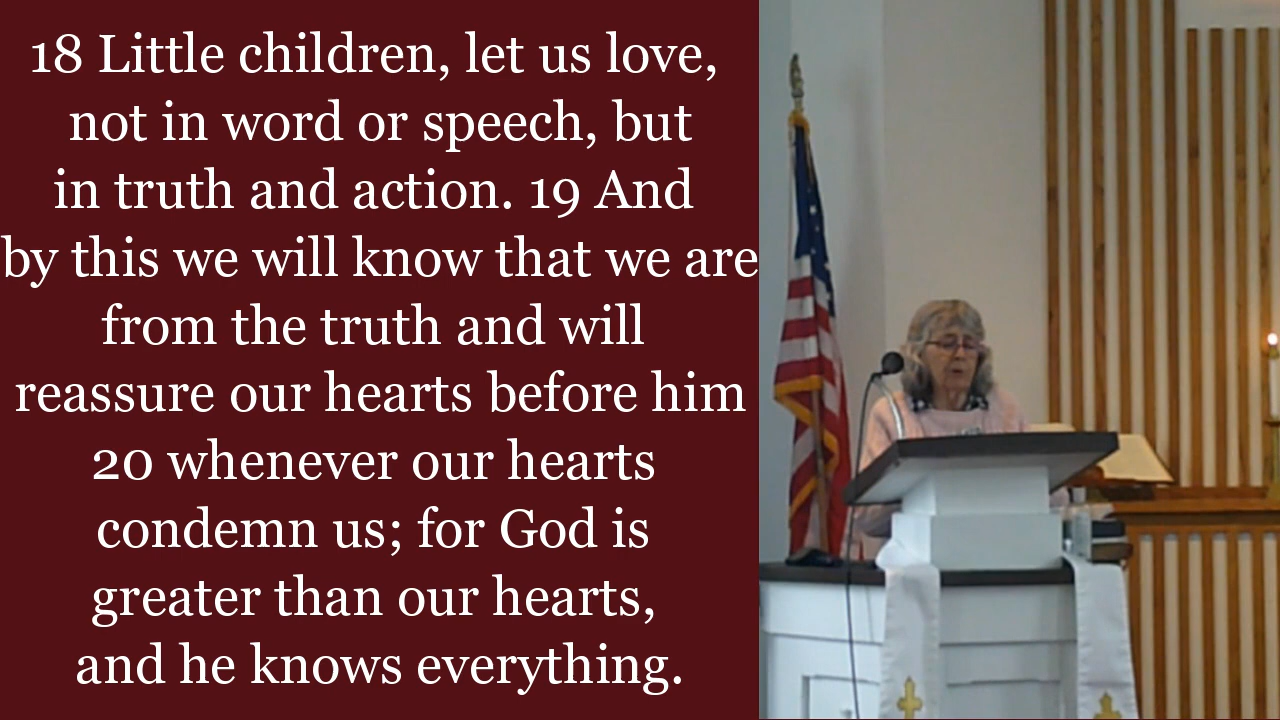 18 Little children, let us love,
not in word or speech, but
in truth and action. 19 And
by this we will know that we are
from the truth and will
reassure our hearts before him
20 whenever our hearts
condemn us; for God is
greater than our hearts,
and he knows everything.